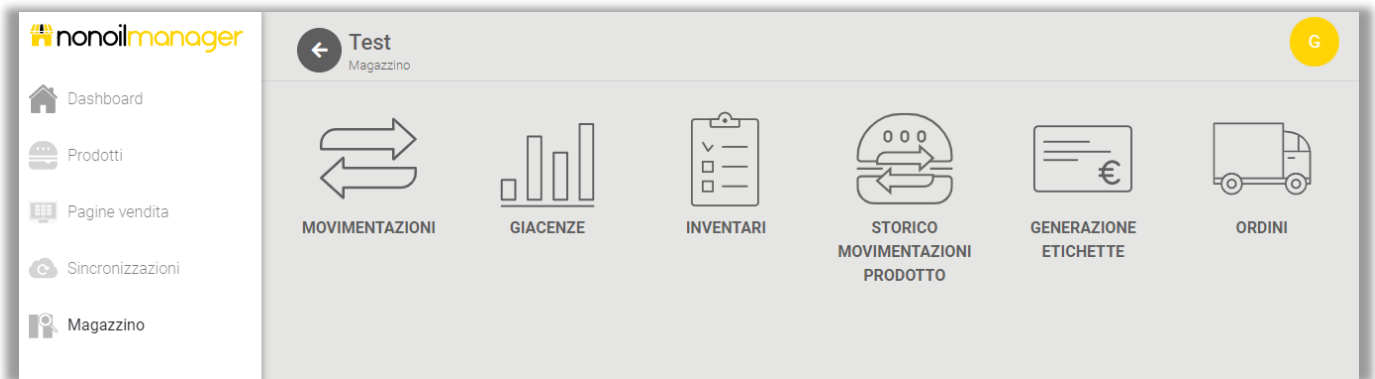 nonoilmanager
Dashboard
Prodotti
Pagine vendita
Sincronizzazioni
Magazzino
Test
Magazzino
G
MOVIMENTAZIONI
GIACENZE
INVENTARI
STORICO
MOVIMENTAZIONI
PRODOTTO
GENERAZIONE
ETICHETTE
ORDINI